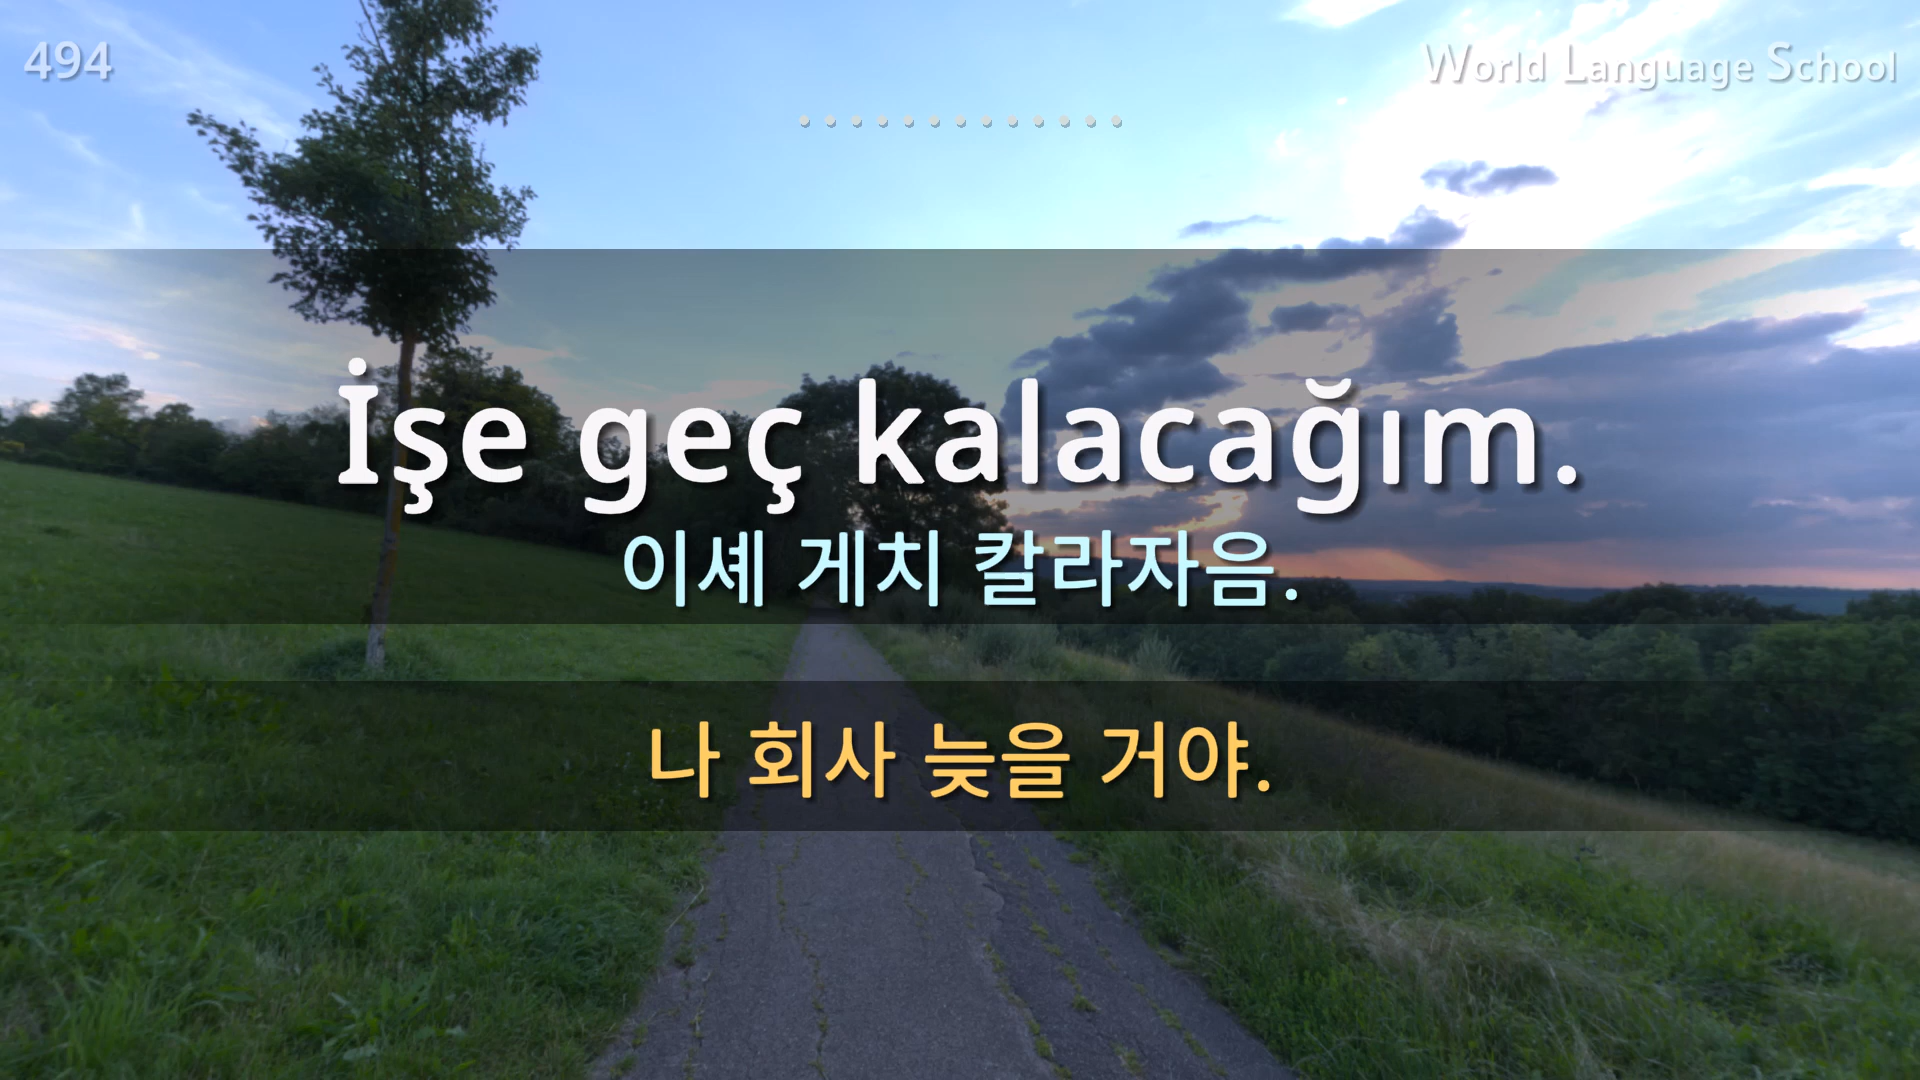 494
World Language School
İşe geç kalacağım.
이셰 게치 칼라자음.
나 회사 늦을 거야.